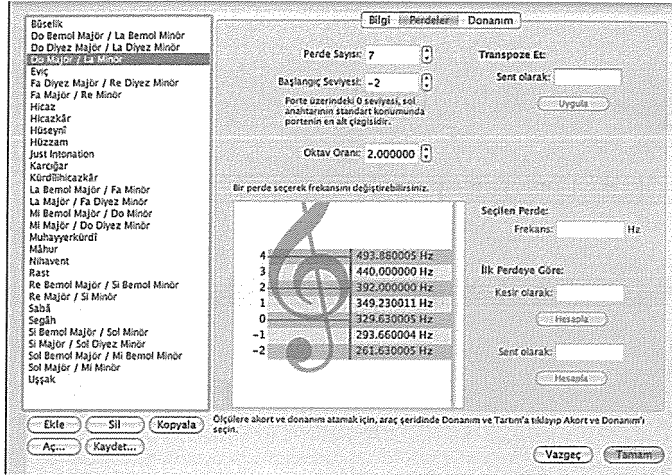 Bilgi Perdeler Donanım
Bûselik
Do Bemol Majör / La Bemol Minör
Do Diyez Majör / La Diyez Minör
Do Majör / La Minör
Eviç
Fa Diyez Majör / Re Diyez Minör
Fa Majör / Re Minör
Hicaz
Hicazkâr
Hüseynî
Hüzzam
Just Intonation
Karcığar
Kürdîlihicazkâr
La Bemol Majör / Fa Minör
La Majör / Fa Diyez Minör
Mi Bemol Majör / Do Minör
Mi Majör / Do Diyez Minör
Muhayyerkürdî
Mâhur
Nihavent
Rast
Re Bemol Majör / Si Bemol Minör
Re Majör / Si Minör
Sabâ
Segâh
Si Bemol Majör / Sol Minör
Si Majör / Sol Diyez Minör
Sol Bemol Majör / Mi Bemol Minör
Sol Majör / Mi Minör
Uşşak
Ekle Sil Kopyala
Aç... Kaydet...
Perde Sayısı: 7
Başlangıç Seviyesi: -2
Porte üzerindeki 0 seviyesi, sol
anahtarının standart konumunda
portenin en alt çizgisidir.
Oktav Oranı: 2.000000
Transpoze Et:
Sent olarak:
Uygula
Bir perde seçerek frekansını değiştirebilirsiniz.
4 493.880005 Hz
3 440.000000 Hz
2 392.000000 Hz
1 349.230011 Hz
0 329.630005 Hz
-1 293.660004 Hz
-2 261.630005 Hz
Seçilen Perde:
Frekans: Hz
İlk Perdeye Göre:
Kesir olarak:
Hesapla
Sent olarak:
Hesapla
Ölçülere akort ve donanım atamak için, araç şeridinde Donanım ve Tartım'a tıklayıp Akort ve Donanım'ı
seçin.
Vazgeç Tamam